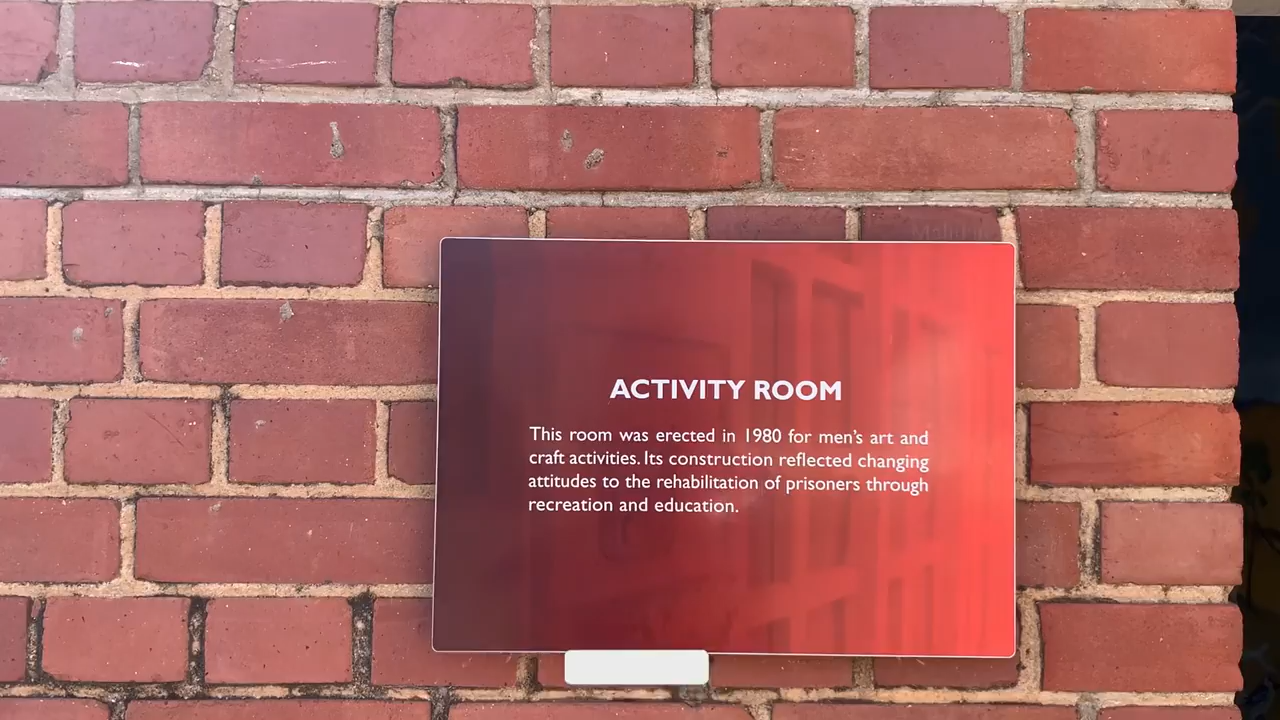 ACTIVITY ROOM
This room was erected in 1980 for men's art and
craft activities. Its construction reflected changing
attitudes to the rehabilitation of prisoners through
recreation and education.